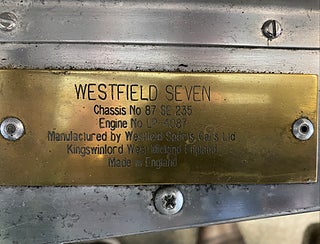 WESTFIELD SEVEN
Chassis No 87 SE 235
Engine No
Manufactured by Westfield Sports Cars Ltd
Kingswinford West Midland England
Made in England